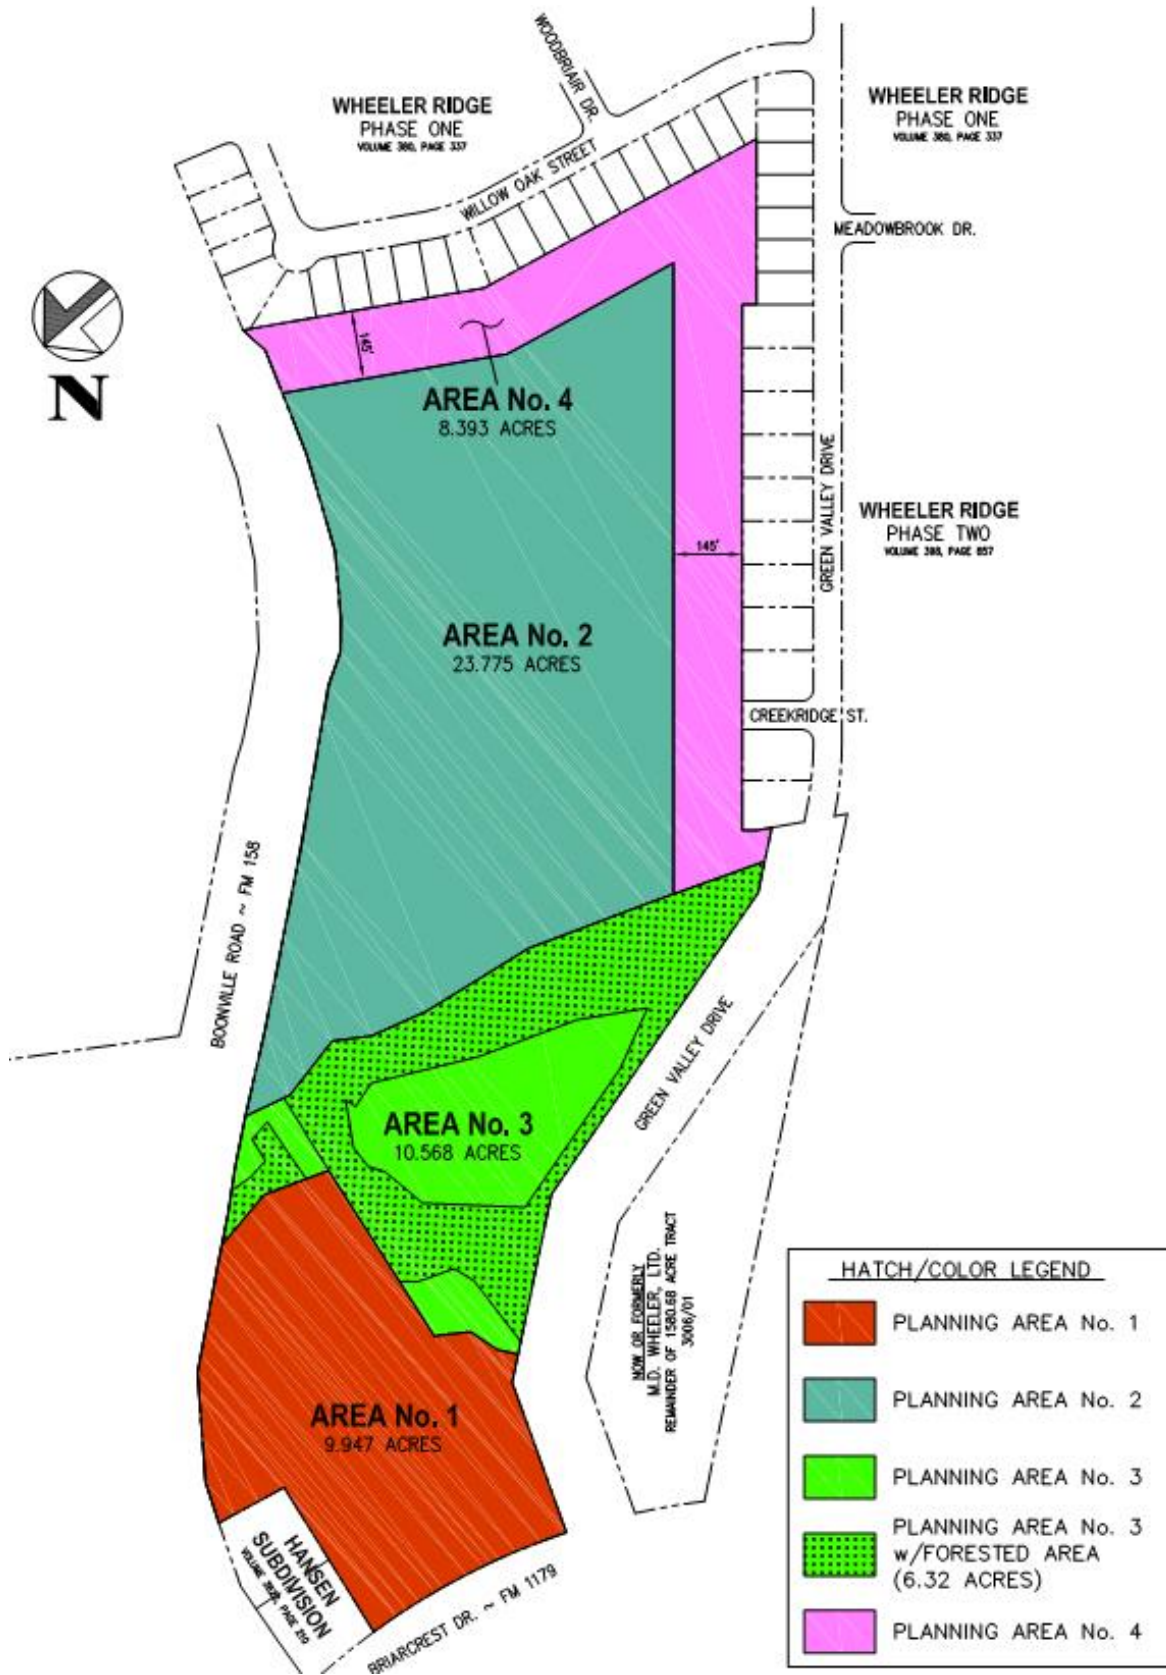 WOODBRIAR DR.
WHEELER RIDGE
PHASE ONE
VOLUME 380, PAGE 337
WHEELER RIDGE
PHASE ONE
VOLUME 380, PAGE 337
WILLOW OAK STREET
MEADOWBROOK DR.
N
145'
AREA No. 4
8.393 ACRES
GREEN VALLEY DRIVE
WHEELER RIDGE
PHASE TWO
145'
AREA No. 2
23.775 ACRES
CREEKRIDGE ST.
BOONVILLE ROAD ~ FM 158
GREEN VALLEY DRIVE
AREA No. 3
10.568 ACRES
NOW OR FORMERLY
M.D. WHEELER, LTD.
REMAINDER OF 1580.68 ACRE TRACT
3006/01
AREA No. 1
9.947 ACRES
HANSEN
SUBDIVISION
BRIARCREST DR. ~ FM 1179
HATCH/COLOR LEGEND
PLANNING AREA No. 1
PLANNING AREA No. 2
PLANNING AREA No. 3
PLANNING AREA No. 3
w/FORESTED AREA
(6.32 ACRES)
PLANNING AREA No. 4